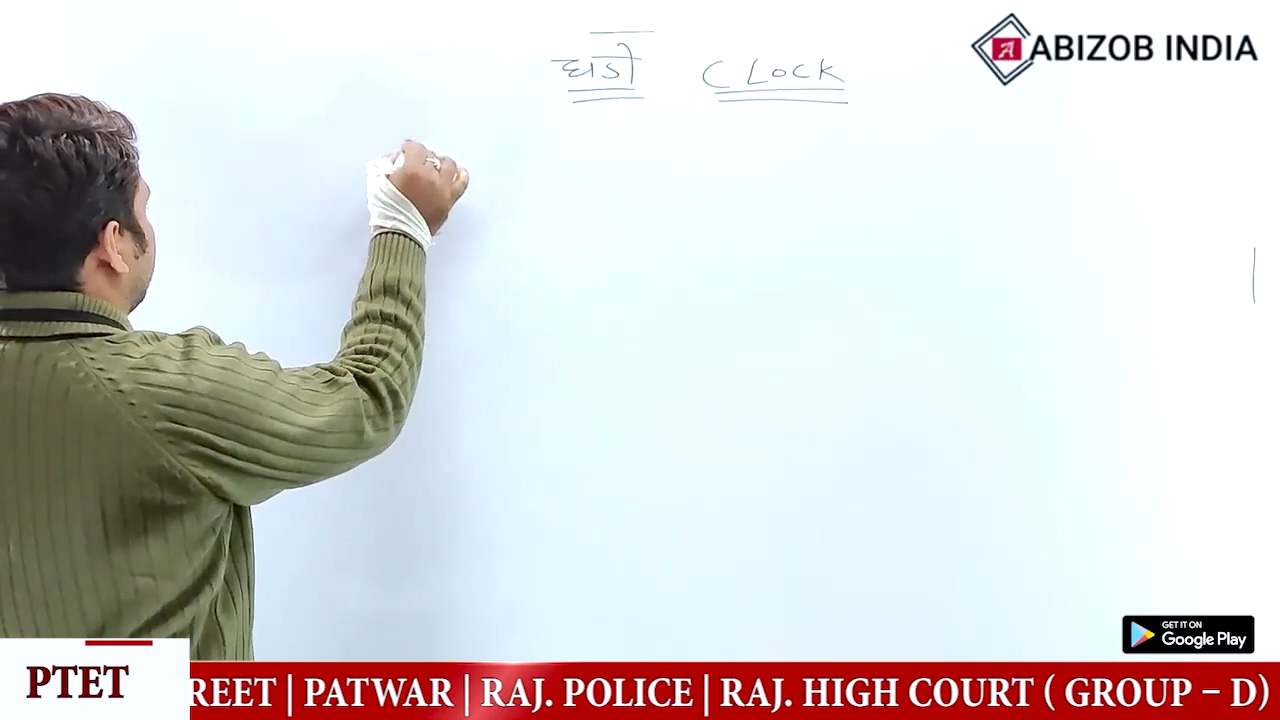 घडी CLOCK
ABIZOB INDIA
GET IT ON
Google Play
PTET
REET | PATWAR | RAJ. POLICE | RAJ. HIGH COURT ( GROUP – D)